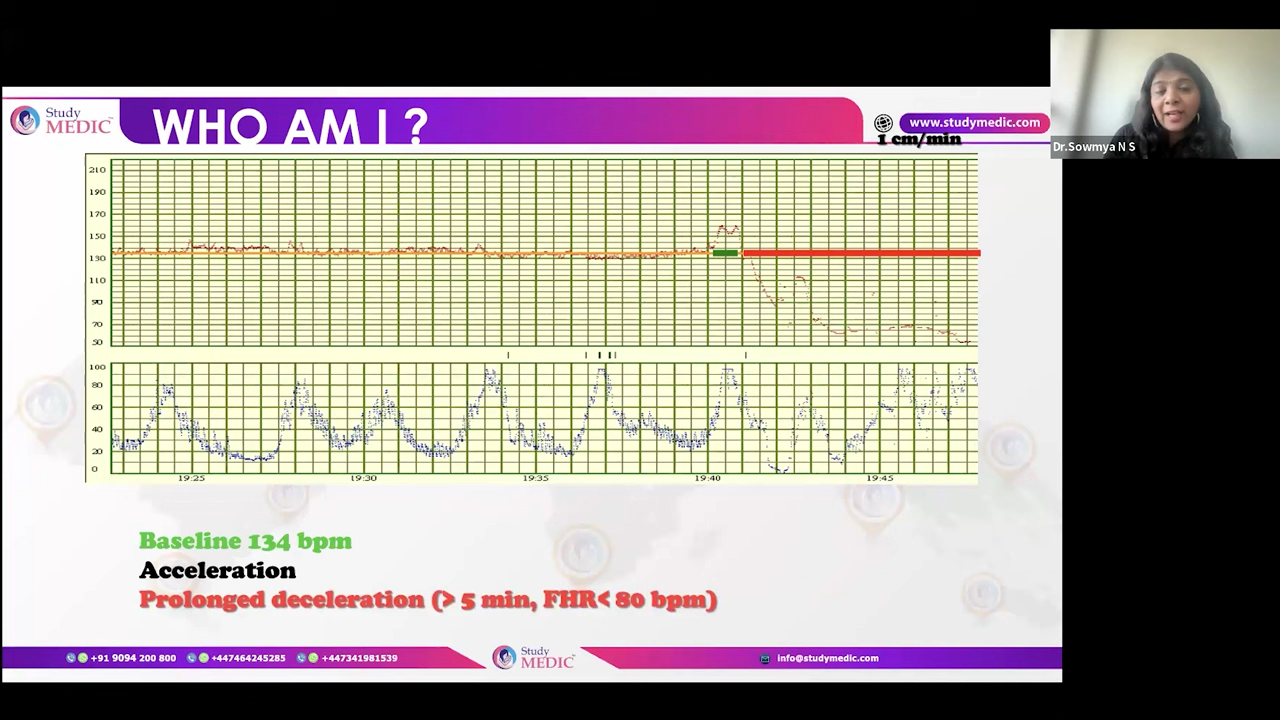 Study
MEDIC
WHO AM I ?
www.studymedic.com
1 cm/min
Dr.Sowmya N S
210
190
170
150
130
110
90
70
50
100
80
60
40
20
0
19:25 19:30 19:35 19:40 19:45
Baseline 134 bpm
Acceleration
Prolonged deceleration (> 5 min, FHR< 80 bpm)
+91 9094 200 800 +447464245285 +447341981539
Study
MEDIC
info@studymedic.com